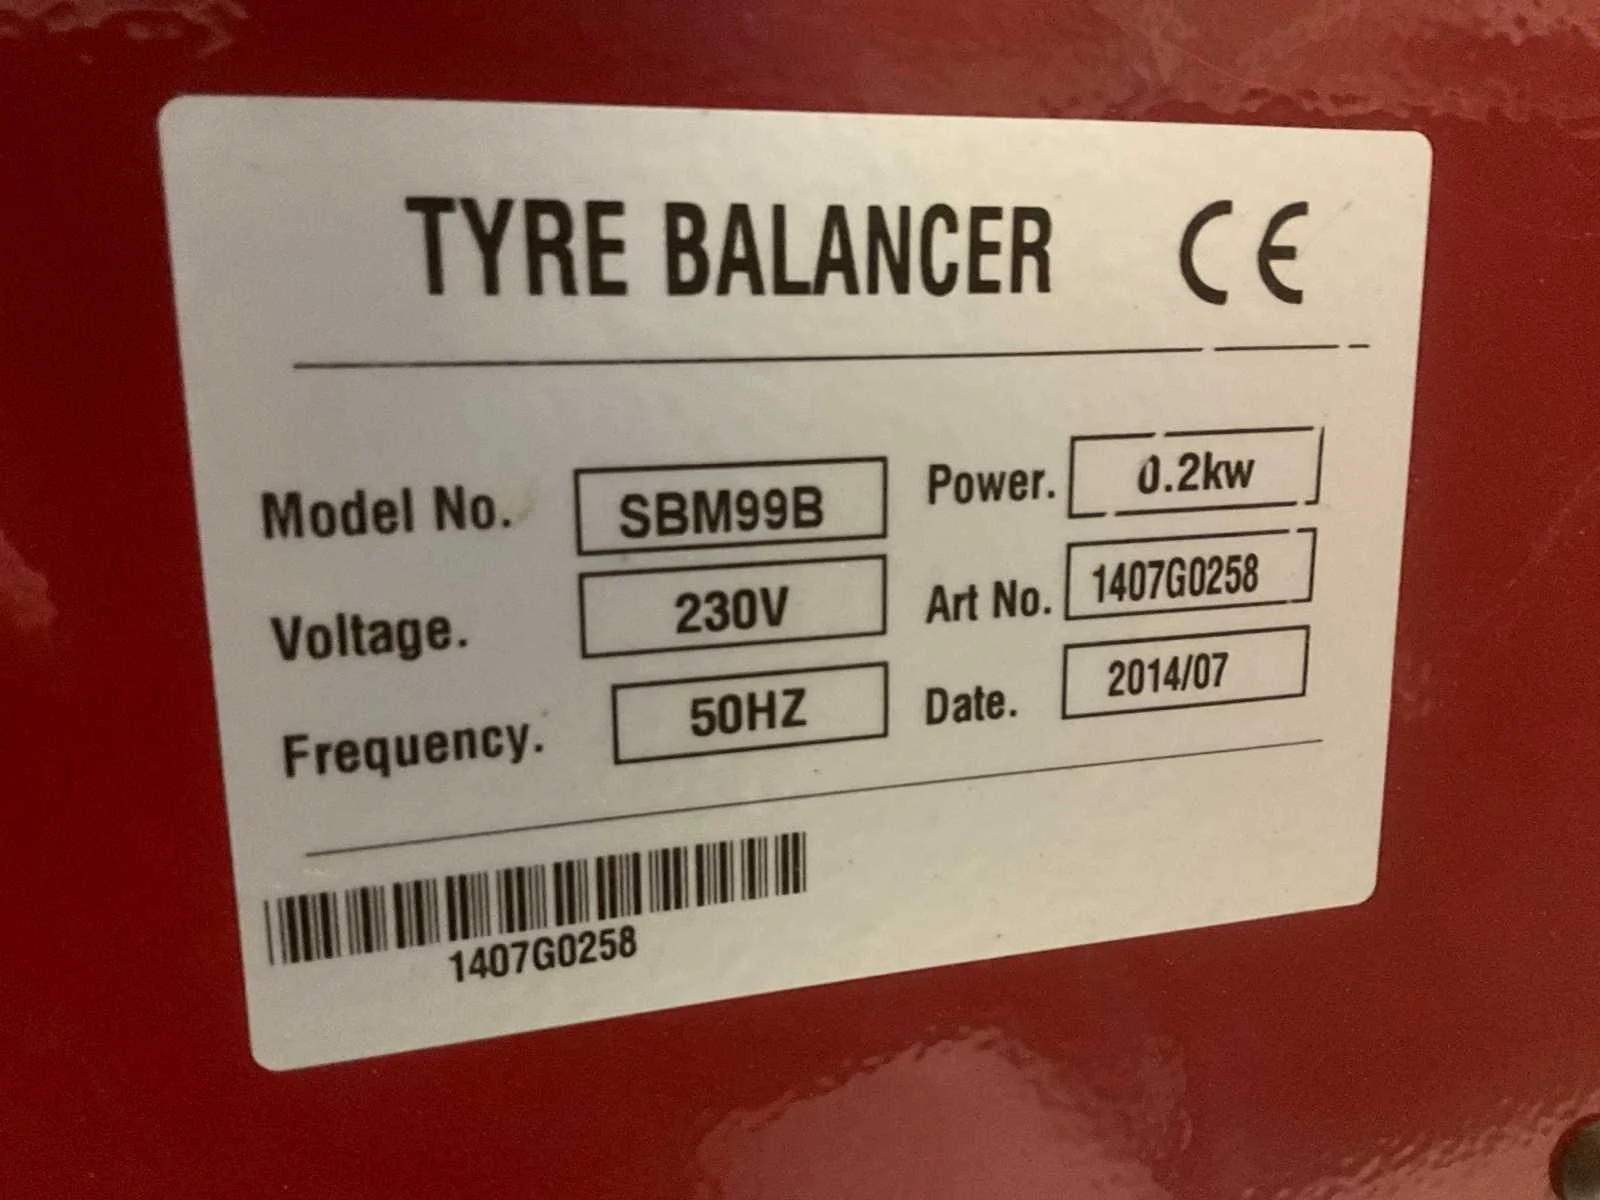 TYRE BALANCER CE
Model No. SBM99B Power. 0.2kw
Voltage. 230V Art No. 1407G0258
Frequency. 50HZ Date. 2014/07
1407G0258